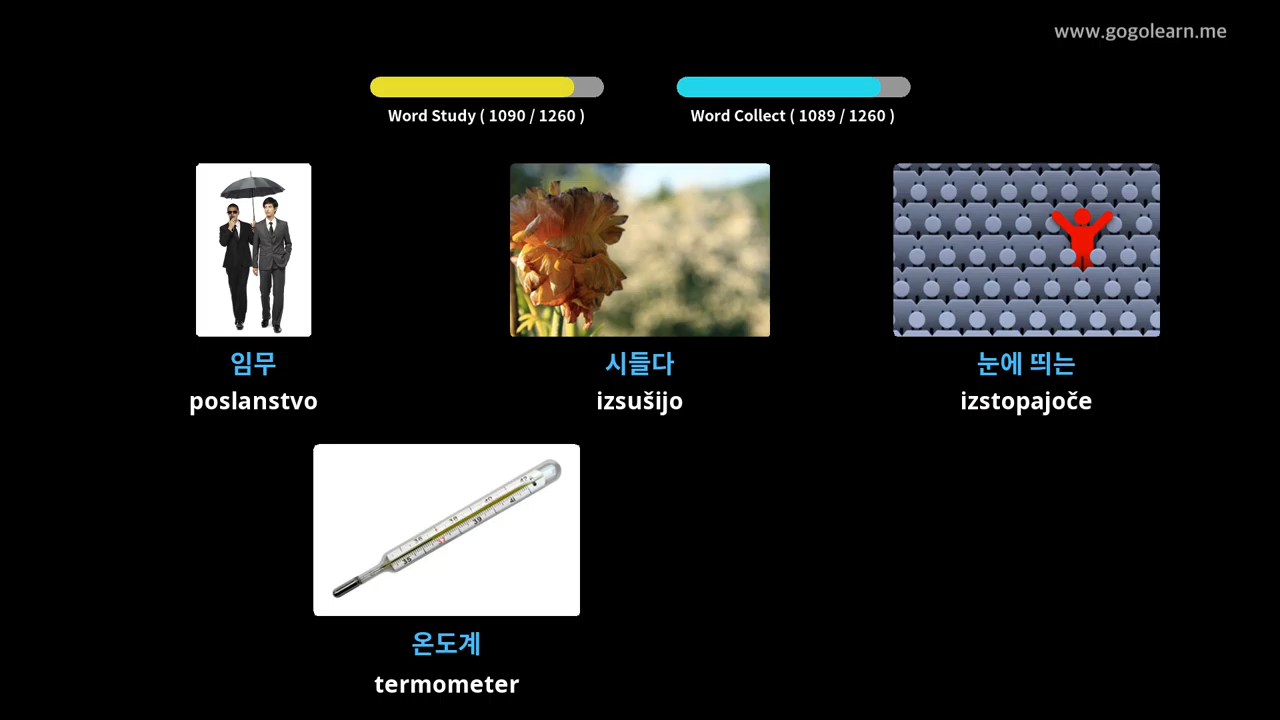 www.gogolearn.me
Word Study ( 1090 / 1260 )
Word Collect ( 1089 / 1260 )
임무
poslanstvo
시들다
izsušijo
눈에 띄는
izstopajoče
온도계
termometer